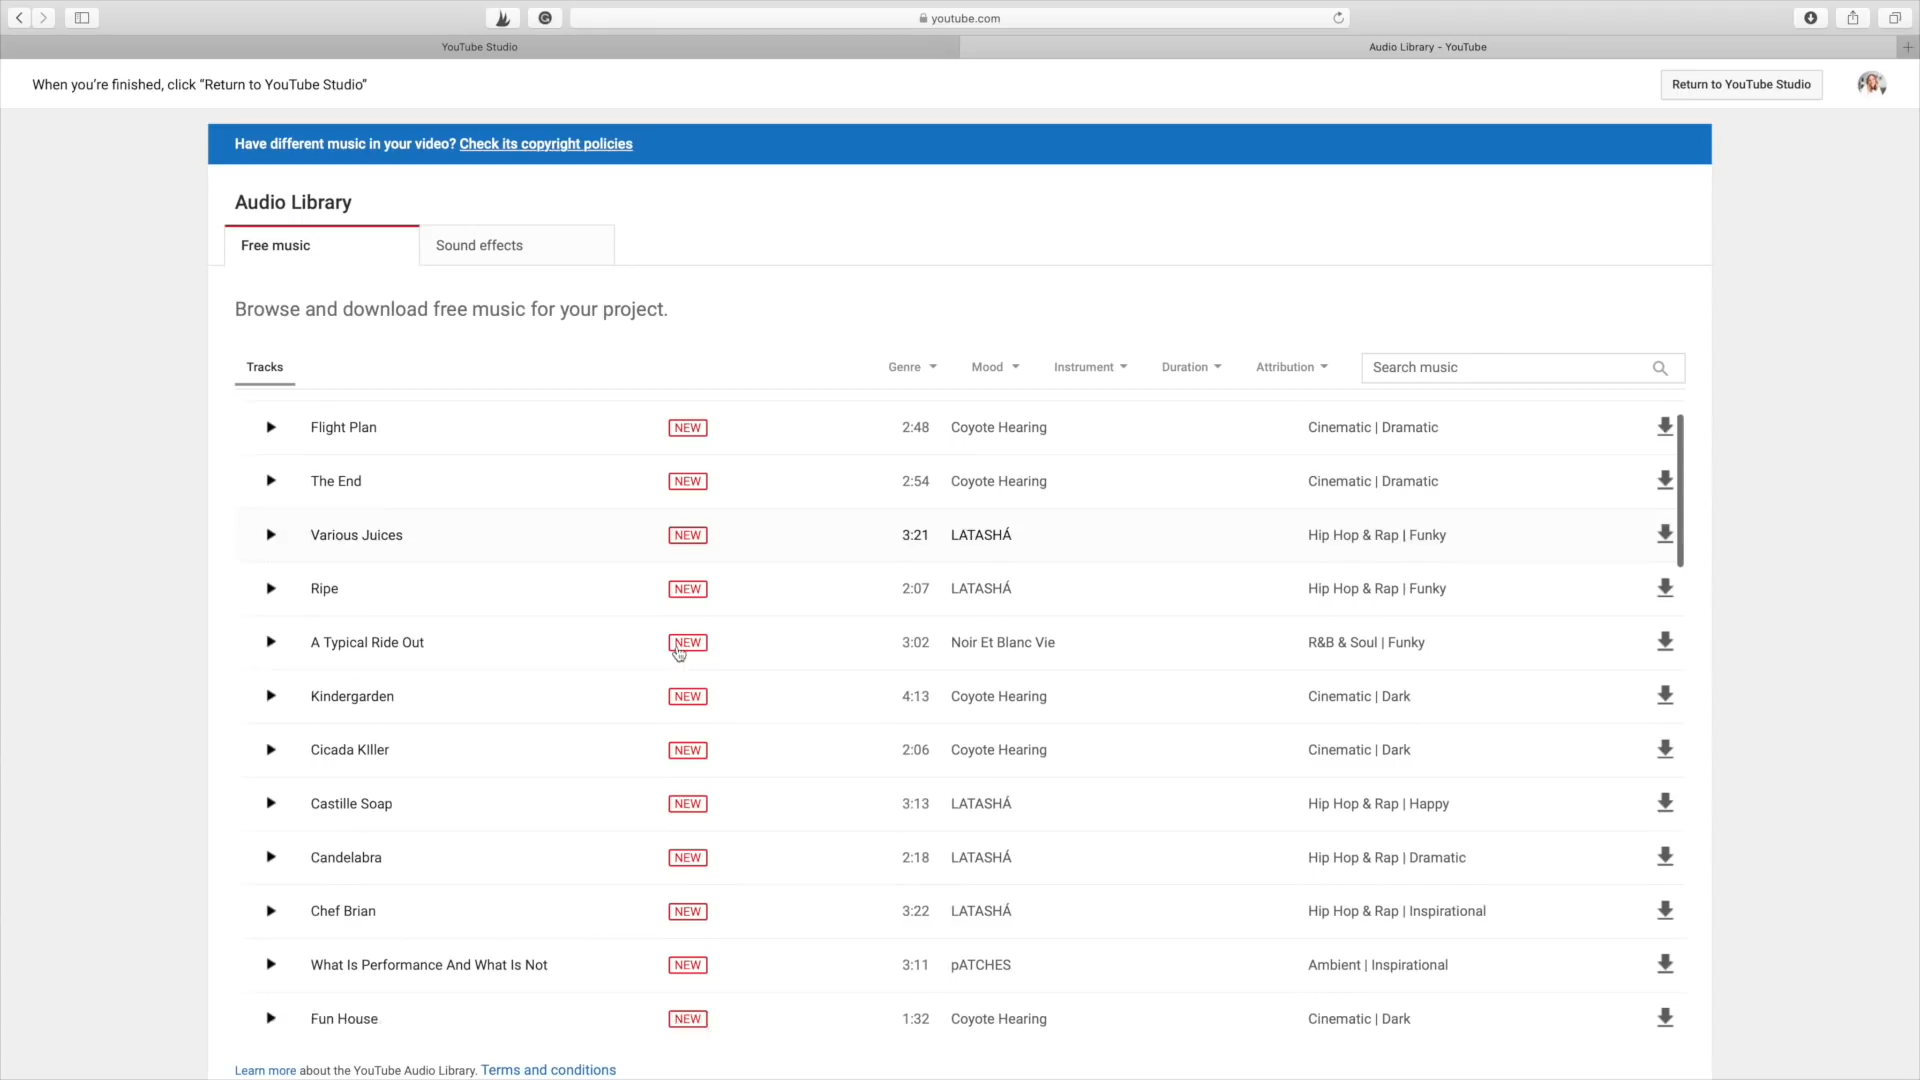 youtube.com
YouTube Studio
Audio Library - YouTube
When you’re finished, click “Return to YouTube Studio”
Return to YouTube Studio
Have different music in your video? Check its copyright policies
Audio Library
Free music
Sound effects
Browse and download free music for your project.
Tracks Genre Mood Instrument Duration Attribution Search music
Flight Plan NEW 2:48 Coyote Hearing Cinematic | Dramatic
The End NEW 2:54 Coyote Hearing Cinematic | Dramatic
Various Juices NEW 3:21 LATASHÁ Hip Hop & Rap | Funky
Ripe NEW 2:07 LATASHÁ Hip Hop & Rap | Funky
A Typical Ride Out NEW 3:02 Noir Et Blanc Vie R&B & Soul | Funky
Kindergarden NEW 4:13 Coyote Hearing Cinematic | Dark
Cicada KIller NEW 2:06 Coyote Hearing Cinematic | Dark
Castille Soap NEW 3:13 LATASHÁ Hip Hop & Rap | Happy
Candelabra NEW 2:18 LATASHÁ Hip Hop & Rap | Dramatic
Chef Brian NEW 3:22 LATASHÁ Hip Hop & Rap | Inspirational
What Is Performance And What Is Not NEW 3:11 pATCHES Ambient | Inspirational
Fun House NEW 1:32 Coyote Hearing Cinematic | Dark
Learn more about the YouTube Audio Library. Terms and conditions